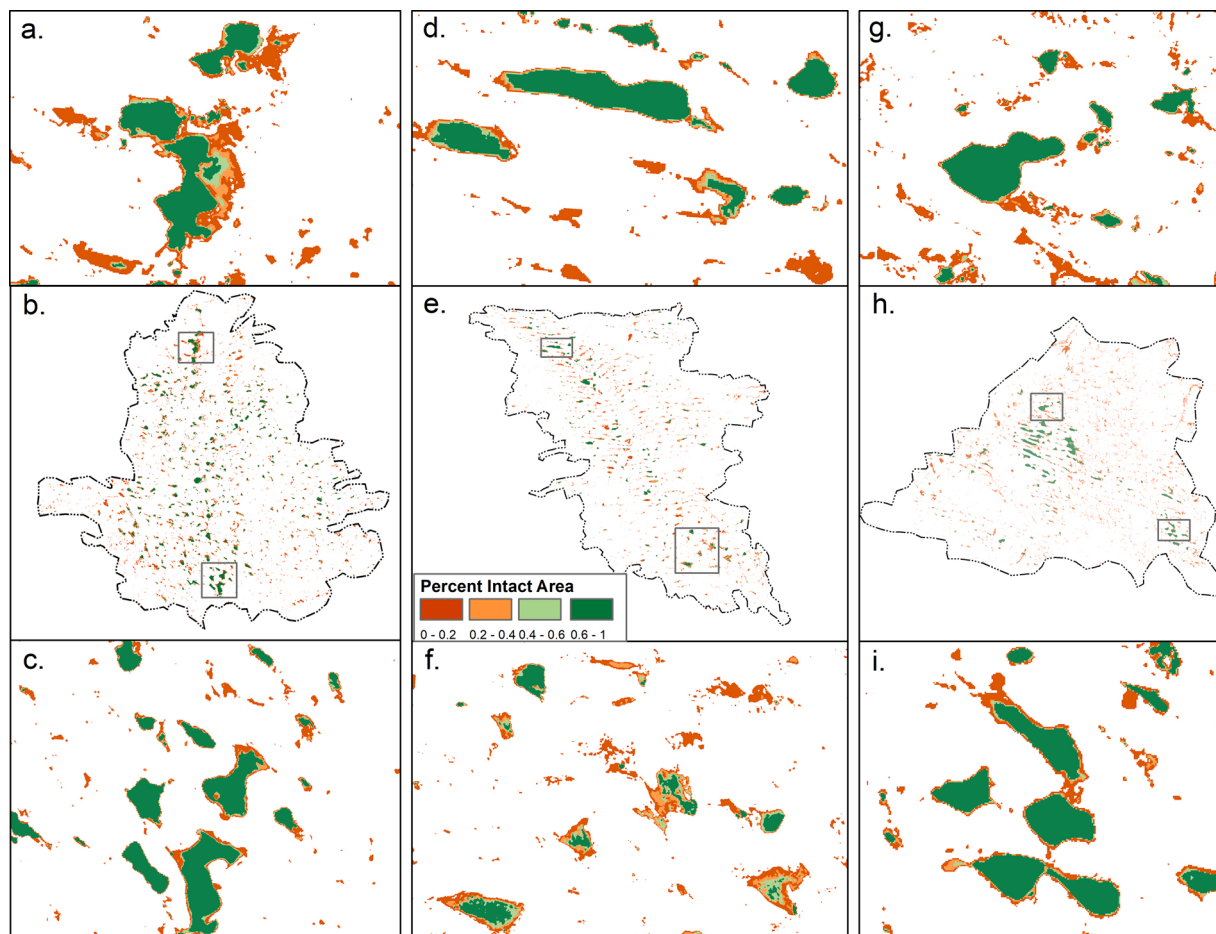 a.
d.
g.
b.
e.
h.
Percent Intact Area
0 - 0.2 0.2 - 0.4 0.4 - 0.6 0.6 - 1
c.
f.
i.